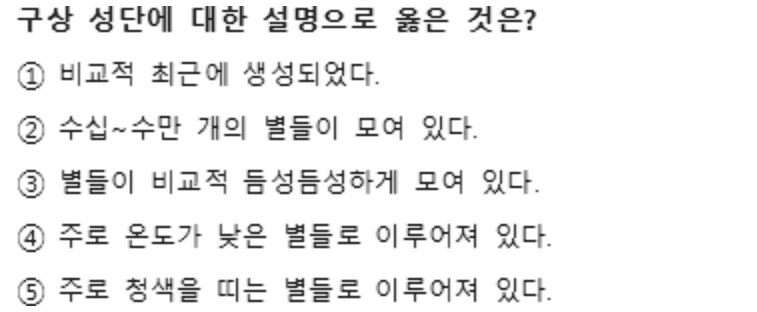 구상 성단에 대한 설명으로 옳은 것은?
① 비교적 최근에 생성되었다.
② 수십~수만 개의 별들이 모여 있다.
③ 별들이 비교적 듬성듬성하게 모여 있다.
④ 주로 온도가 낮은 별들로 이루어져 있다.
⑤ 주로 청색을 띠는 별들로 이루어져 있다.